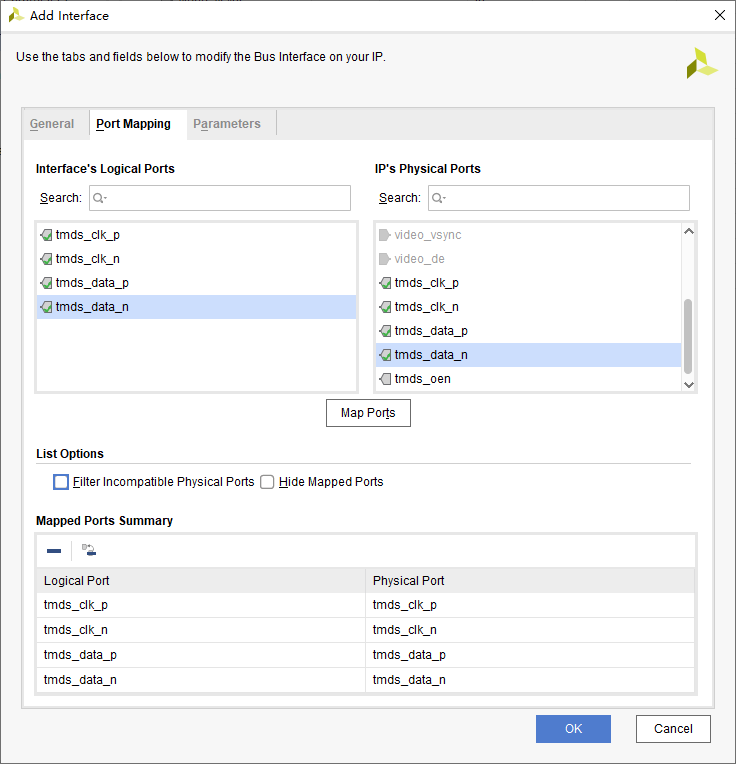 Add Interface
Use the tabs and fields below to modify the Bus Interface on your IP.
General Port Mapping Parameters
Interface's Logical Ports
Search:
tmds_clk_p
tmds_clk_n
tmds_data_p
tmds_data_n
IP's Physical Ports
Search:
video_vsync
video_de
tmds_clk_p
tmds_clk_n
tmds_data_p
tmds_data_n
tmds_oen
Map Ports
List Options
Filter Incompatible Physical Ports Hide Mapped Ports
Mapped Ports Summary
Logical Port Physical Port
tmds_clk_p tmds_clk_p
tmds_clk_n tmds_clk_n
tmds_data_p tmds_data_p
tmds_data_n tmds_data_n
OK Cancel